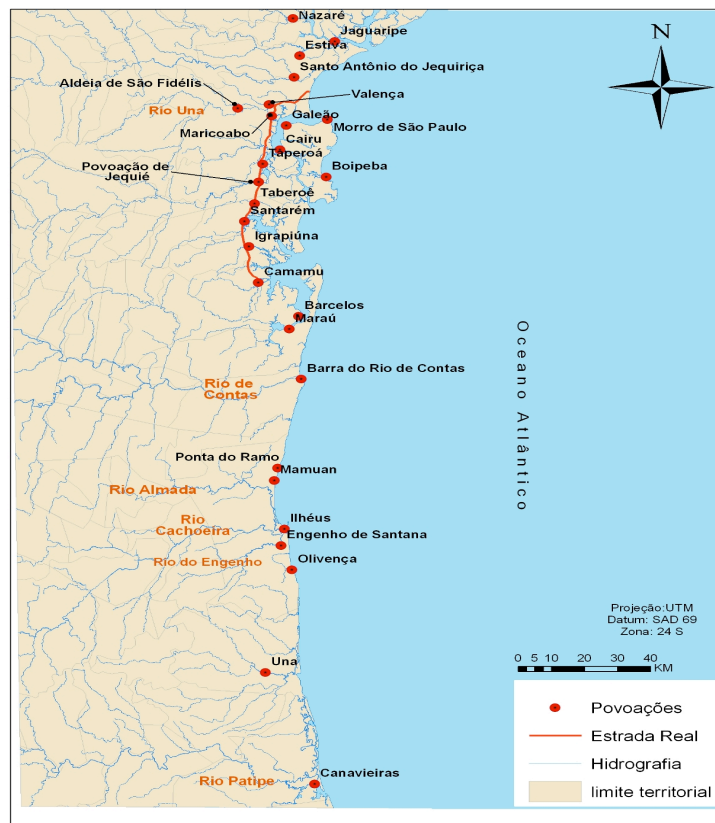 Nazaré
Jaguaripe
Estiva
Santo Antônio do Jequiriça
Aldeia de São Fidélis
Valença
Rio Una
Galeão
Maricoabo
Morro de São Paulo
Cairu
Taperoá
Povoação de
Jequié
Boipeba
Taberoê
Santarém
Igrapiúna
Camamu
Barcelos
Maraú
Oceano Atlântico
Barra do Rio de Contas
Rio de
Contas
Ponta do Ramo
Mamuan
Rio Almada
Rio
Cachoeira
Ilhéus
Engenho de Santana
Rio do Engenho
Olivença
Projeção:UTM
Datum: SAD 69
Zona: 24 S
Una
0 5 10 20 30 40
KM
Povoações
Estrada Real
Hidrografia
limite territorial
Rio Patipe
Canavieiras